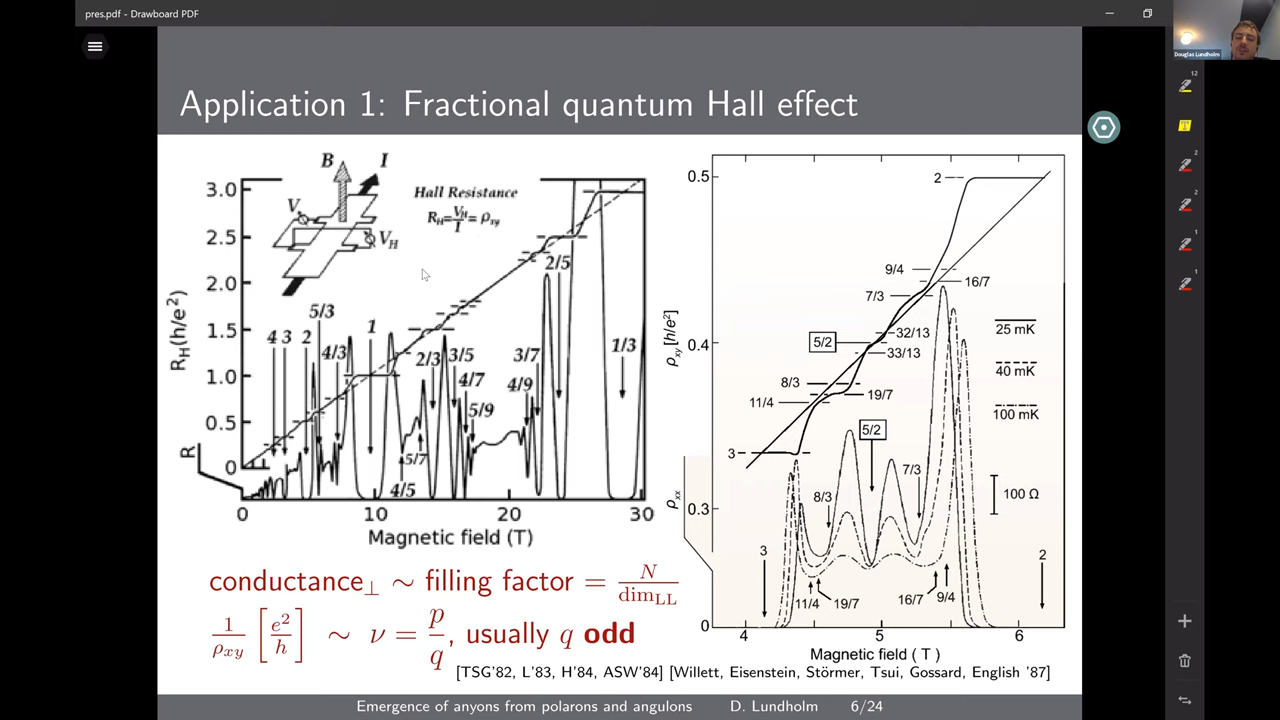 pres.pdf - Drawboard PDF
Douglas Lundholm
Application 1: Fractional quantum Hall effect
B
I
V
V_H
Hall Resistance
R_H = V_H/I = ρ_xy
R_H(h/e²)
3.0
2.5
2.0
1.5
1.0
0.5
0
R
4
3
2
5/3
4/3
1
2/3
3/5
4/7
5/9
5/7
4/5
3/7
4/9
2/5
1/3
0
10
20
30
Magnetic field (T)
0.5
0.4
0.3
0
ρ_xy [h/e²]
ρ_xx
2
9/4
16/7
7/3
32/13
5/2
33/13
8/3
19/7
11/4
3
25 mK
40 mK
100 mK
5/2
7/3
8/3
100 Ω
3
2
11/4
19/7
16/7
9/4
4
5
6
Magnetic field ( T )
conductance⊥ ∼ filling factor = N/dim_LL
1/ρ_xy [e²/h] ∼ ν = p/q, usually q odd
[TSG'82, L'83, H'84, ASW'84] [Willett, Eisenstein, Störmer, Tsui, Gossard, English '87]
Emergence of anyons from polarons and angulons D. Lundholm 6/24
12
T
2
2
1
1